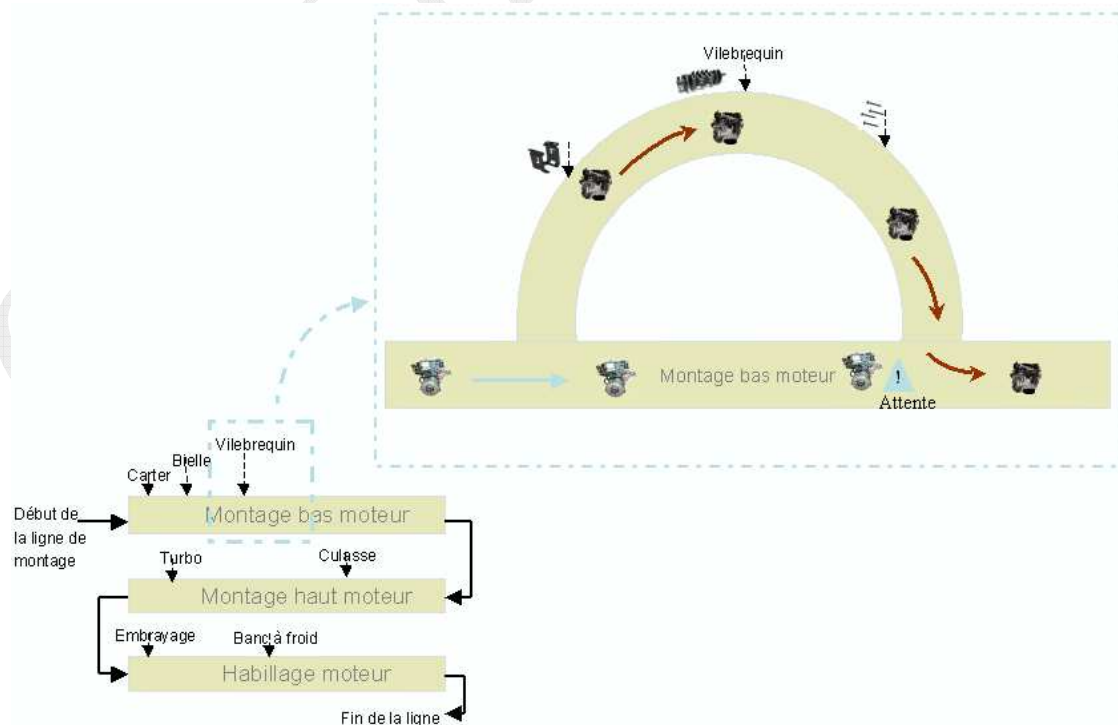 Vilebrequin
Montage bas moteur
!
Attente
Vilebrequin
Bielle
Carter
Montage bas moteur
Début de
la ligne de
montage
Turbo
Culasse
Montage haut moteur
Embrayage
Banc à froid
Habillage moteur
Fin de la ligne